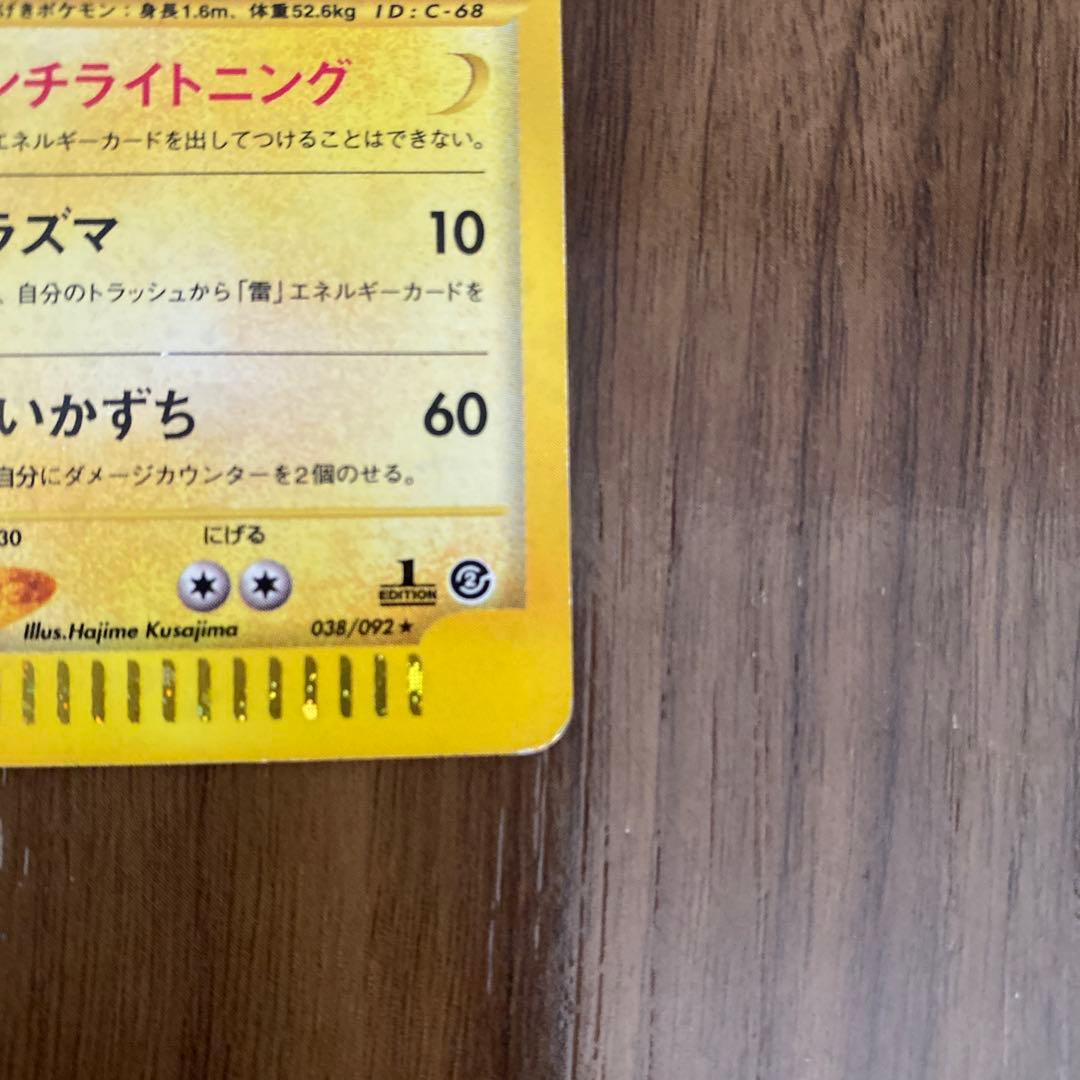 げきポケモン：身長1.6m、体重52.6kg ID:C-68
ンチライトニング
エネルギーカードを出してつけることはできない。
ラズマ 10
、自分のトラッシュから「雷」エネルギーカードを
いかずち 60
自分にダメージカウンターを2個のせる。
30 にげる
1 EDITION 2
Illus.Hajime Kusajima 038/092★